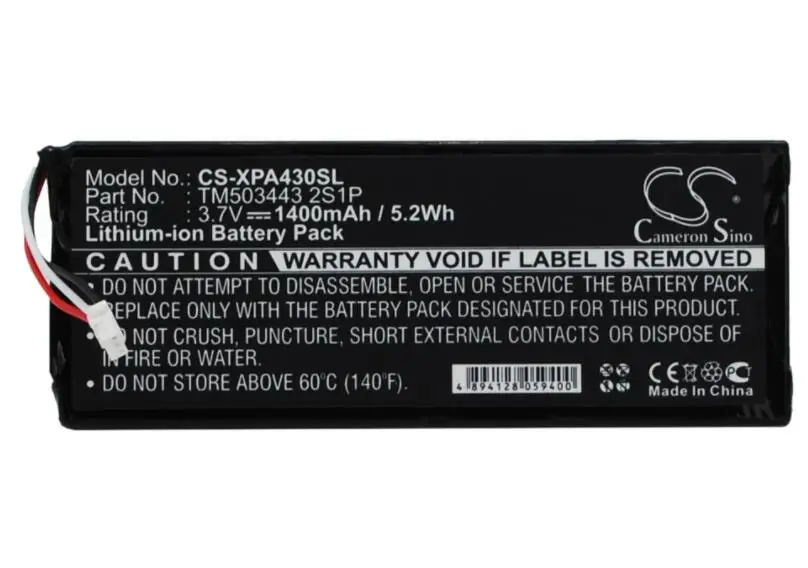 Model No.: CS-XPA430SL
Part No. : TM503443 2S1P
Rating : 3.7V⎓1400mAh / 5.2Wh
Lithium-ion Battery Pack
CS
Cameron Sino
CAUTION WARRANTY VOID IF LABEL IS REMOVED
• DO NOT ATTEMPT TO DISASSEMBLE, OPEN OR SERVICE THE BATTERY PACK.
REPLACE ONLY WITH THE BATTERY PACK DESIGNATED FOR THIS PRODUCT.
DO NOT CRUSH, PUNCTURE, SHORT EXTERNAL CONTACTS OR DISPOSE OF
IN FIRE OR WATER.
• DO NOT STORE ABOVE 60°C (140°F).
4 894128 059400
CE
Made In China